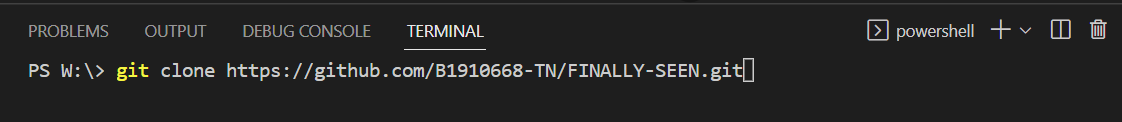 PROBLEMS OUTPUT DEBUG CONSOLE TERMINAL powershell
PS W:\> git clone https://github.com/B1910668-TN/FINALLY-SEEN.git